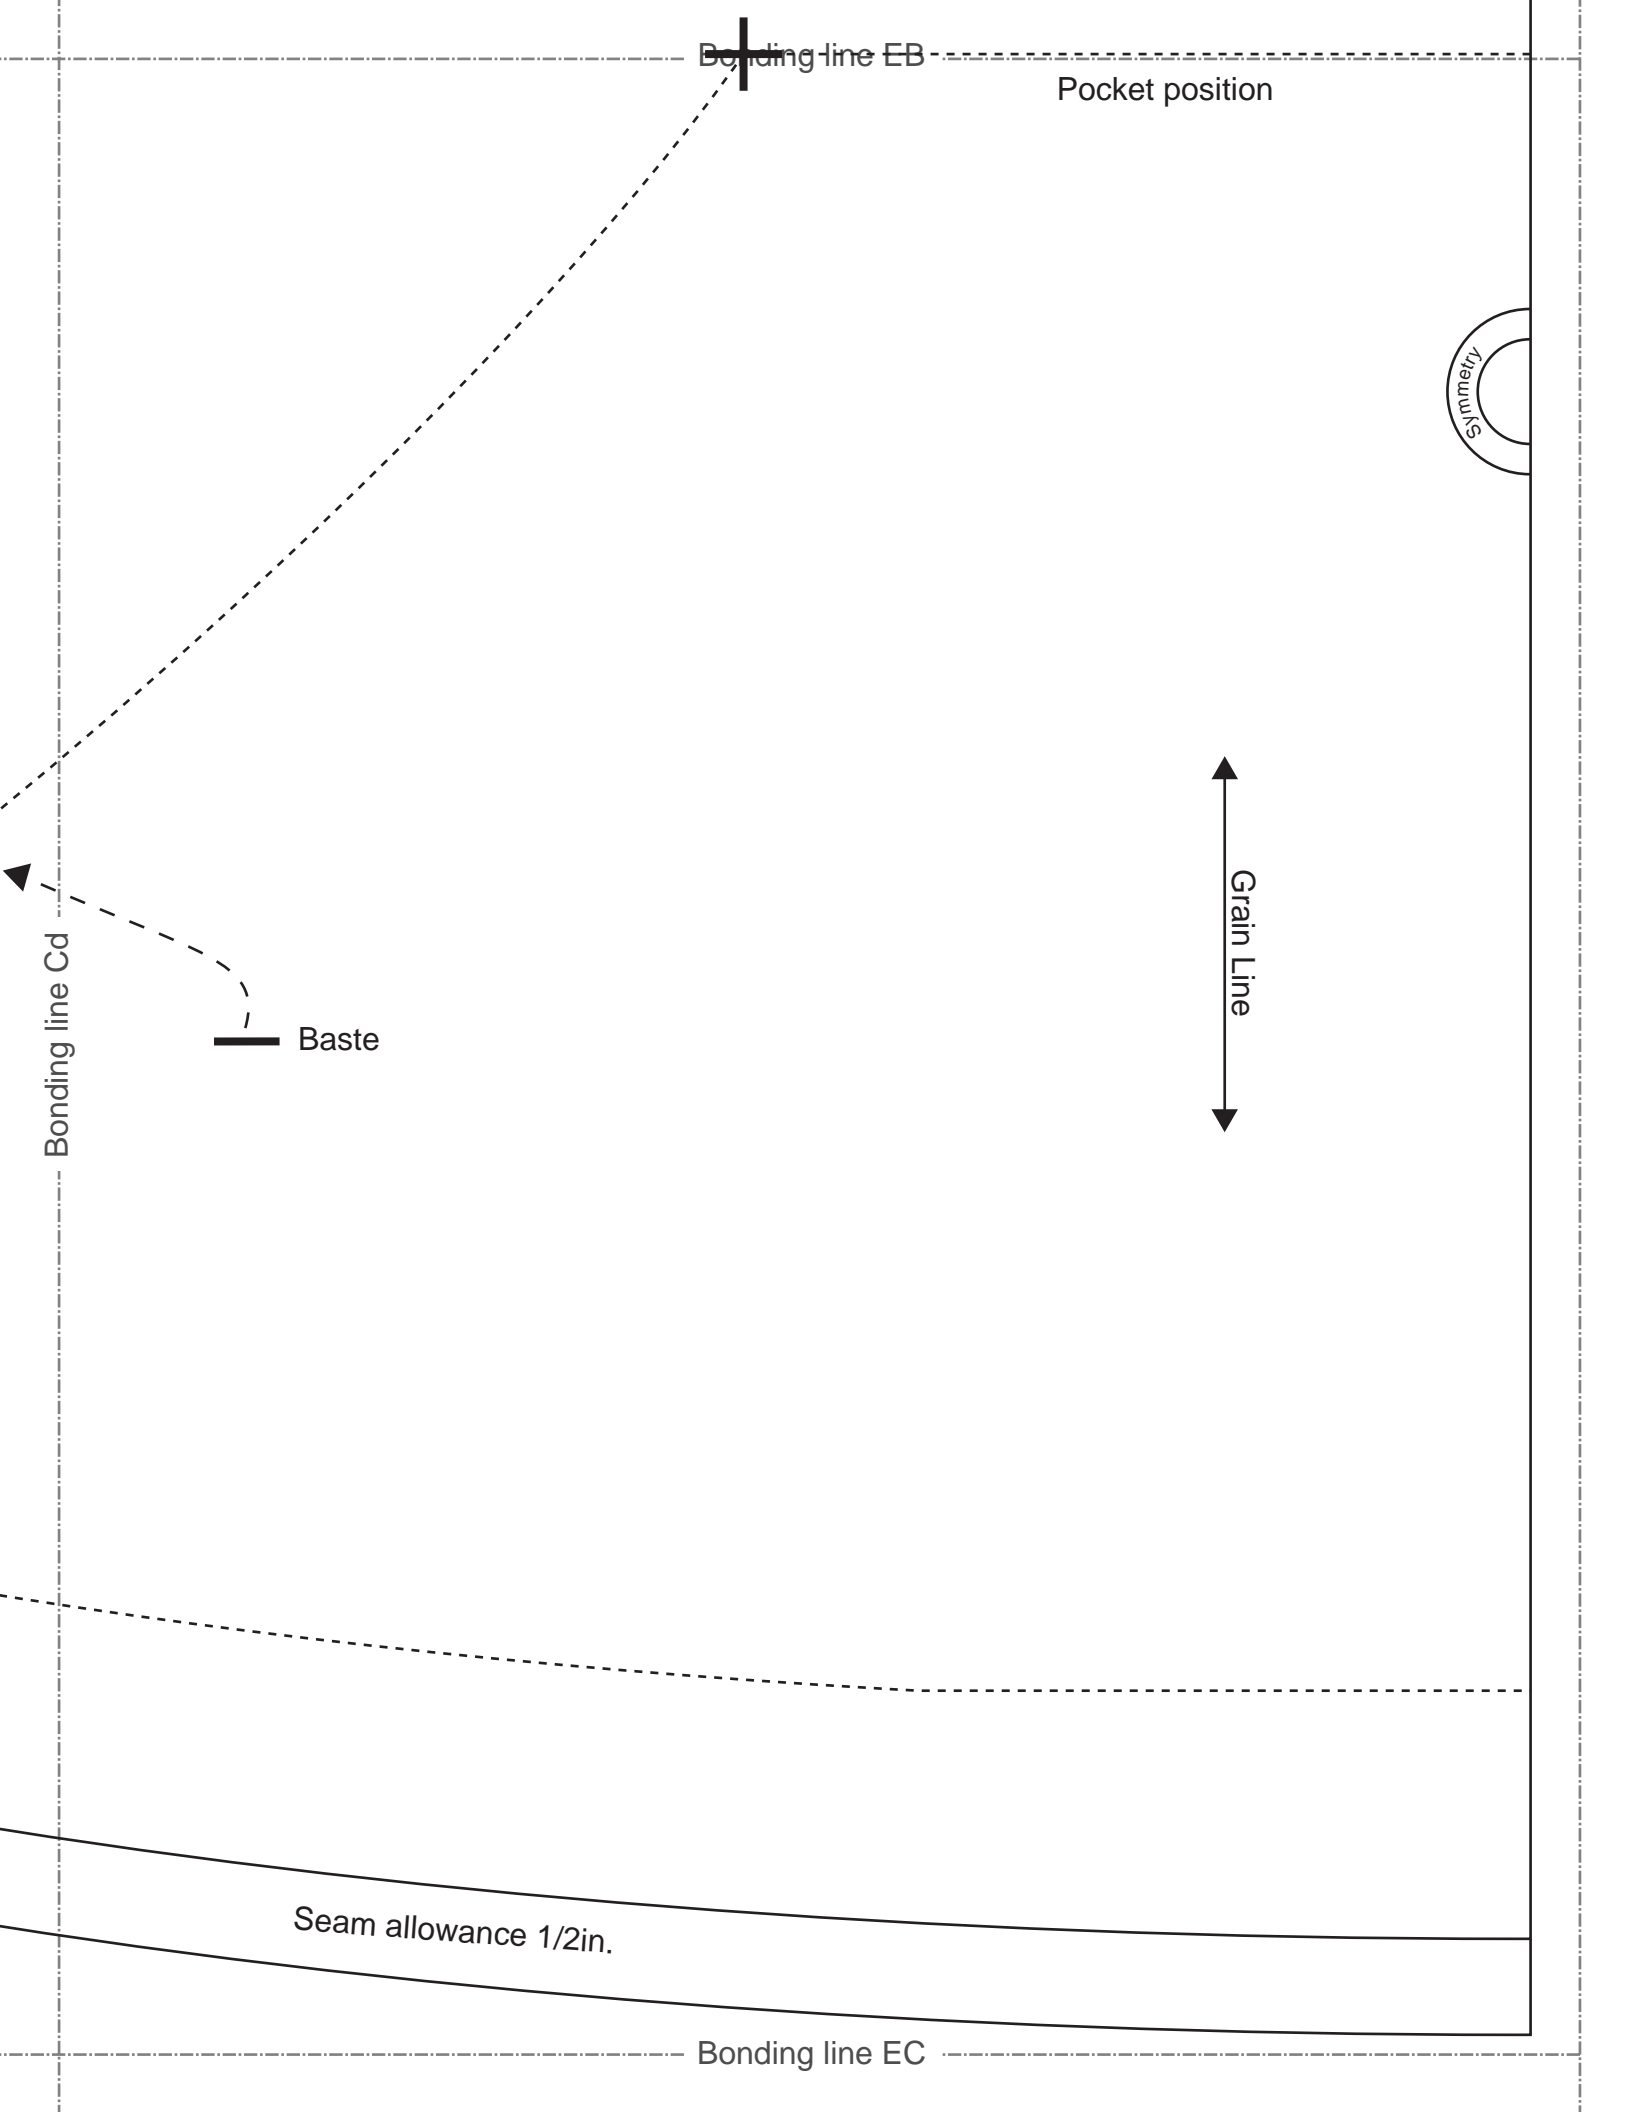 Bonding line EB
Pocket position
Symmetry
Grain Line
Bonding line Cd
Baste
Seam allowance 1/2in.
Bonding line EC